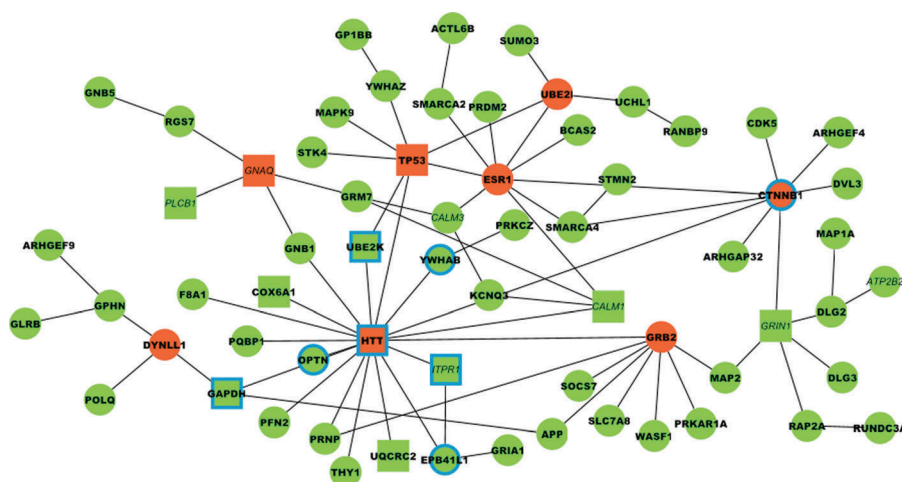 ACTL6B
GP1BB
SUMO3
GNB5
YWHAZ
UBE2I
SMARCA2
PRDM2
UCHL1
MAPK9
RGS7
CDK5
RANBP9
BCAS2
ARHGEF4
STK4
TP53
GNAQ
ESR1
STMN2
DVL3
CTNNB1
GRM7
PLCB1
CALM3
SMARCA4
PRKCZ
MAP1A
ARHGEF9
GNB1
UBE2K
YWHAB
ARHGAP32
ATP2B2
F8A1
COX6A1
KCNQ3
GPHN
CALM1
DLG2
GLRB
GRIN1
DYNLL1
PQBP1
HTT
GRB2
OPTN
ITPR1
MAP2
DLG3
POLQ
GAPDH
SOCS7
SLC7A8
PRKAR1A
PFN2
PRNP
APP
WASF1
RAP2A
RUNDC3A
UQCRC2
EPB41L1
GRIA1
THY1